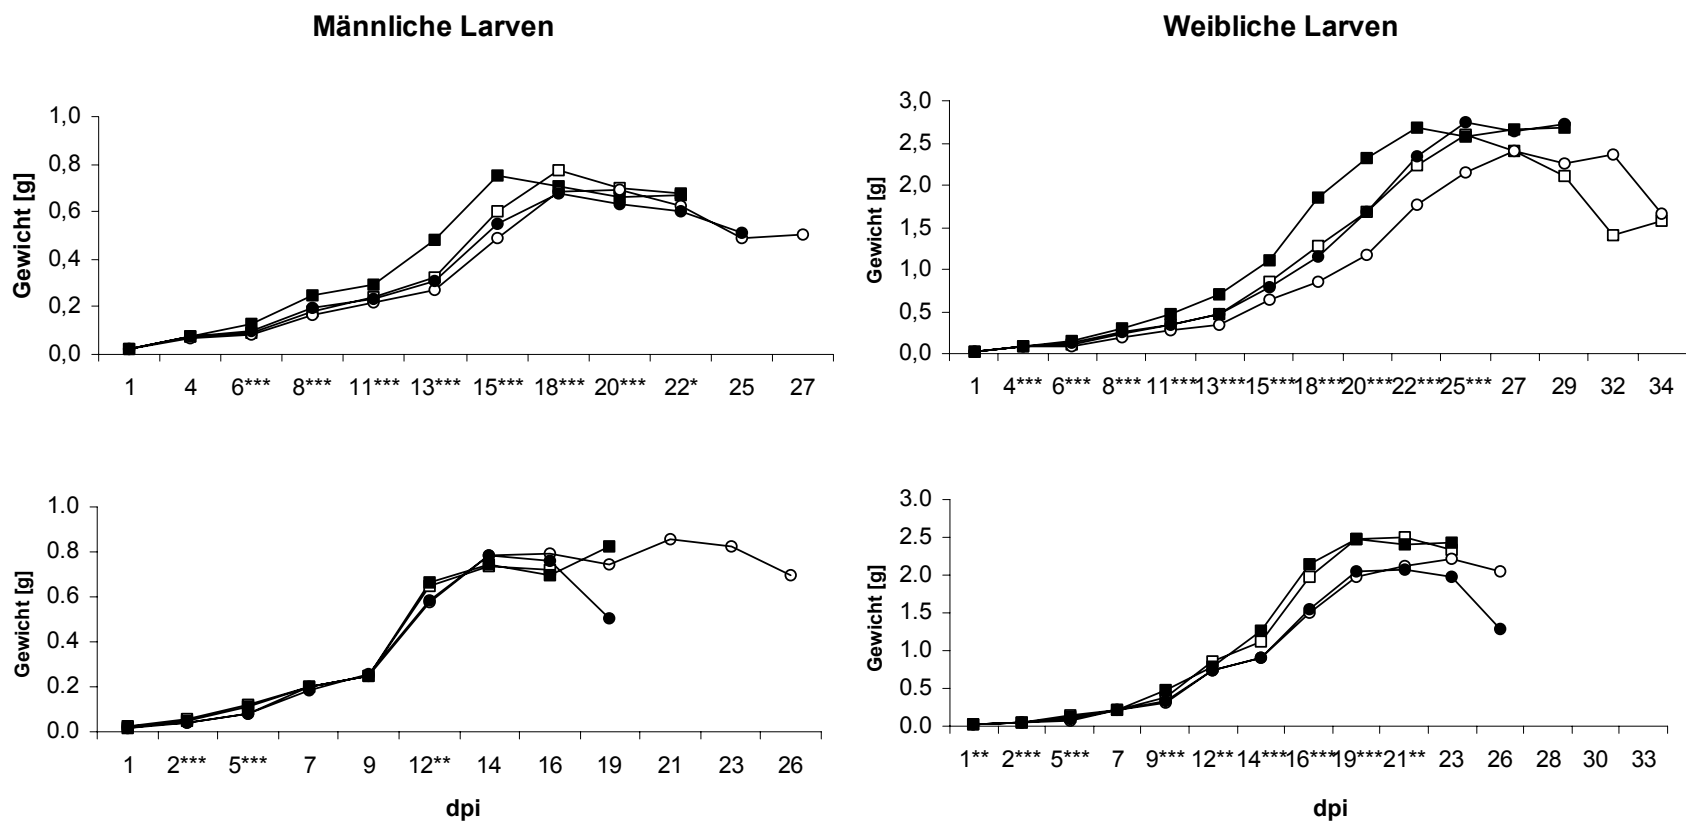 Männliche Larven
Weibliche Larven
Gewicht [g]
1,0
0,8
0,6
0,4
0,2
0,0
1 4 6*** 8*** 11*** 13*** 15*** 18*** 20*** 22* 25 27
Gewicht [g]
3,0
2,5
2,0
1,5
1,0
0.5
0.0
1 4*** 6*** 8*** 11*** 13*** 15*** 18*** 20*** 22*** 25*** 27 29 32 34
Gewicht [g]
1.0
0.8
0.6
0.4
0.2
0.0
1 2*** 5*** 7 9 12** 14 16 19 21 23 26
dpi
Gewicht [g]
3.0
2.5
2.0
1.5
1.0
0.5
0.0
1** 2*** 5*** 7 9*** 12** 14*** 16*** 19*** 21** 23 26 28 30 33
dpi